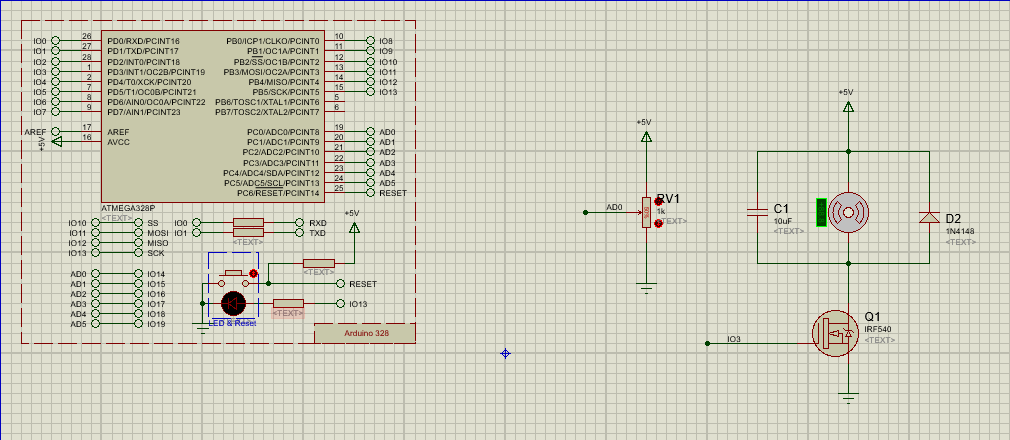 IO0 26 PD0/RXD/PCINT16 PB0/ICP1/CLKO/PCINT0 10 IO8
IO1 27 PD1/TXD/PCINT17 PB1/OC1A/PCINT1 11 IO9
IO2 28 PD2/INT0/PCINT18 PB2/SS/OC1B/PCINT2 12 IO10
IO3 1 PD3/INT1/OC2B/PCINT19 PB3/MOSI/OC2A/PCINT3 13 IO11
IO4 2 PD4/T0/XCK/PCINT20 PB4/MISO/PCINT4 14 IO12
IO5 7 PD5/T1/OC0B/PCINT21 PB5/SCK/PCINT5 15 IO13
IO6 8 PD6/AIN0/OC0A/PCINT22 PB6/TOSC1/XTAL1/PCINT6 5
IO7 9 PD7/AIN1/PCINT23 PB7/TOSC2/XTAL2/PCINT7 6
AREF 17 AREF PC0/ADC0/PCINT8 19 AD0
+5V 16 AVCC PC1/ADC1/PCINT9 20 AD1
PC2/ADC2/PCINT10 21 AD2
PC3/ADC3/PCINT11 22 AD3
PC4/ADC4/SDA/PCINT12 23 AD4
PC5/ADC5/SCL/PCINT13 24 AD5
PC6/RESET/PCINT14 25 RESET
ATMEGA328P
<TEXT>
IO10 SS
IO11 MOSI
IO12 MISO
IO13 SCK
IO0 RXD
IO1 TXD
<TEXT>
+5V
AD0 IO14
AD1 IO15
AD2 IO16
AD3 IO17
AD4 IO18
AD5 IO19
<TEXT>
RESET
IO13
<TEXT>
LED & Reset
Arduino 328
+5V
RV1
AD0
1k
<TEXT>
+5V
C1
10uF
<TEXT>
D2
1N4148
<TEXT>
Q1
IRF540
<TEXT>
IO3